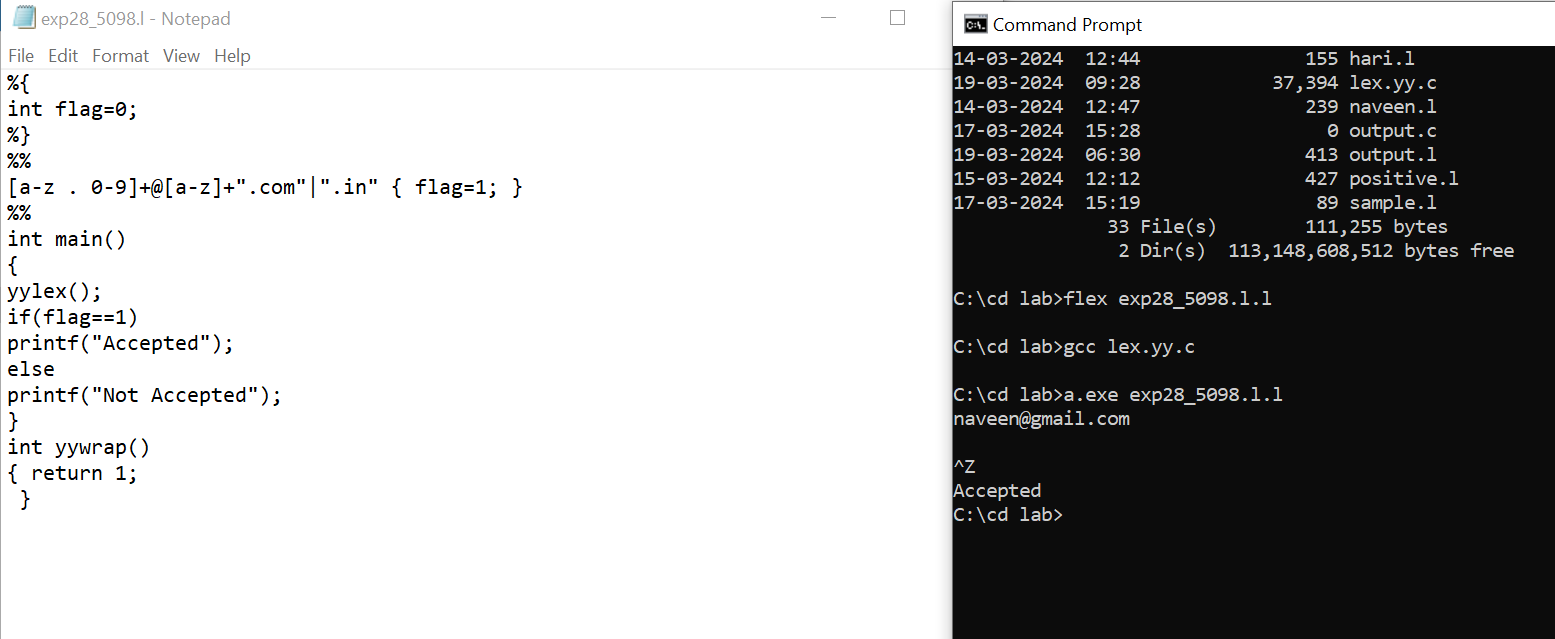 exp28_5098.l - Notepad
File Edit Format View Help
%{
int flag=0;
%}
%%
[a-z . 0-9]+@[a-z]+".com"|".in" { flag=1; }
%%
int main()
{
yylex();
if(flag==1)
printf("Accepted");
else
printf("Not Accepted");
}
int yywrap()
{ return 1;
}
Command Prompt
14-03-2024 12:44 155 hari.l
19-03-2024 09:28 37,394 lex.yy.c
14-03-2024 12:47 239 naveen.l
17-03-2024 15:28 0 output.c
19-03-2024 06:30 413 output.l
15-03-2024 12:12 427 positive.l
17-03-2024 15:19 89 sample.l
33 File(s) 111,255 bytes
2 Dir(s) 113,148,608,512 bytes free
C:\cd lab>flex exp28_5098.l.l
C:\cd lab>gcc lex.yy.c
C:\cd lab>a.exe exp28_5098.l.l
naveen@gmail.com
^Z
Accepted
C:\cd lab>